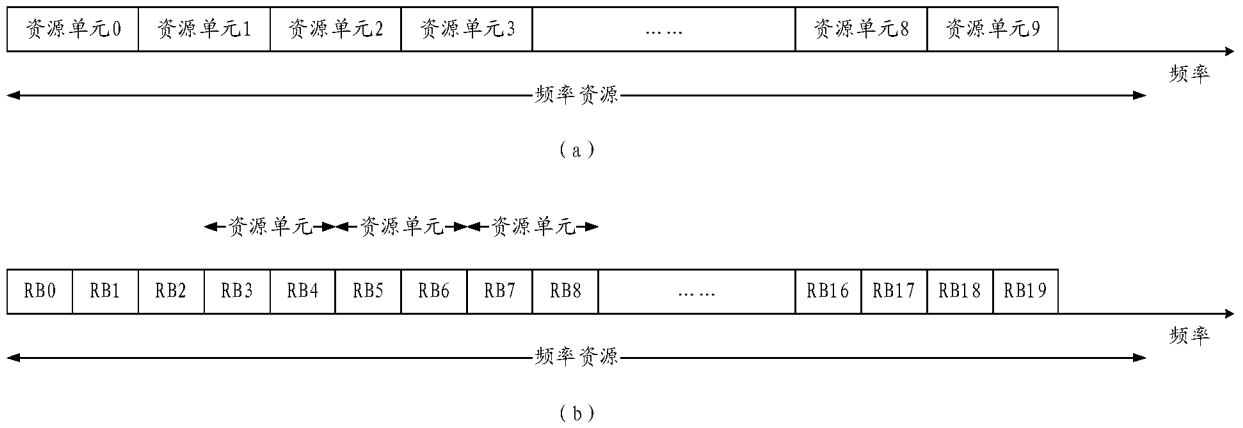 资源单元0 资源单元1 资源单元2 资源单元3 …… 资源单元8 资源单元9
频率
频率资源
(a)
资源单元 资源单元 资源单元
RB0 RB1 RB2 RB3 RB4 RB5 RB6 RB7 RB8 …… RB16 RB17 RB18 RB19
频率
频率资源
(b)